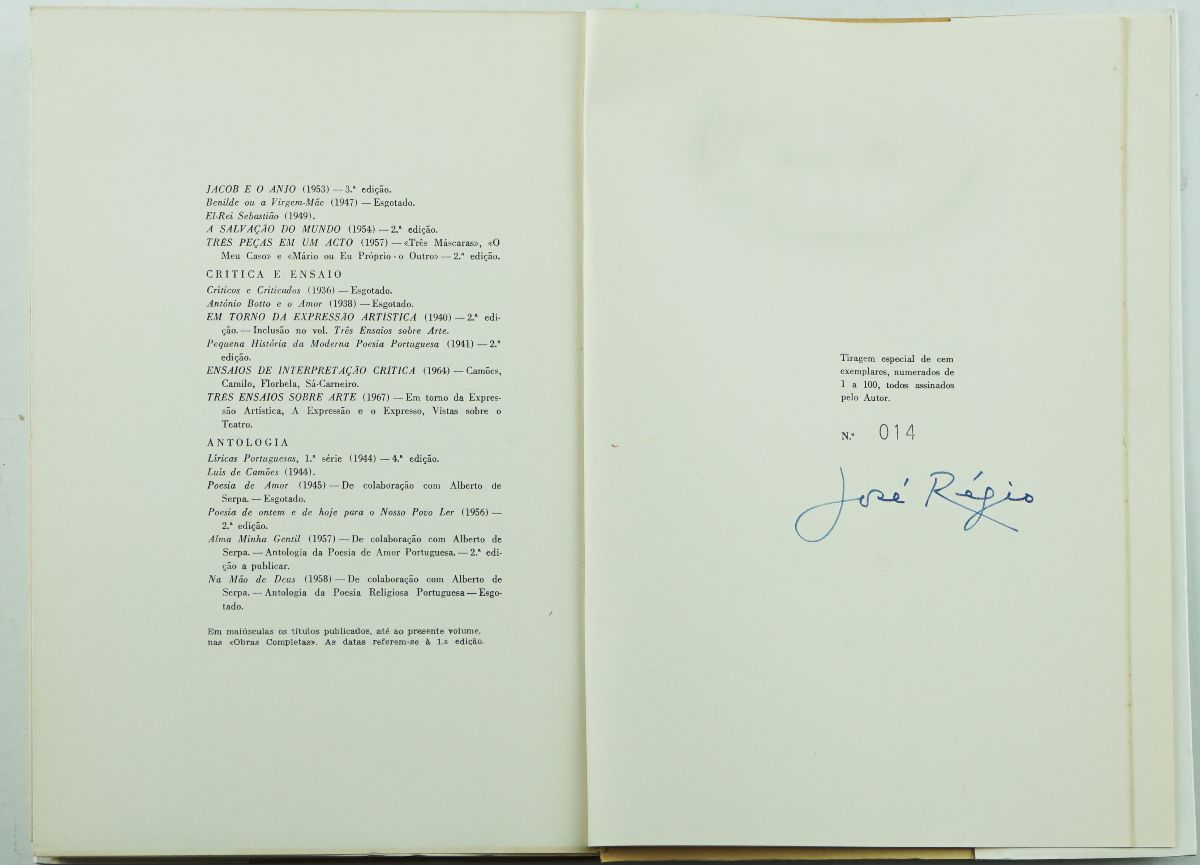 JACOB E O ANJO (1953) — 3.ª edição.
Benilde ou a Virgem-Mãe (1947) — Esgotado.
El-Rei Sebastião (1949).
A SALVAÇÃO DO MUNDO (1954) — 2.ª edição.
TRÊS PEÇAS EM UM ACTO (1957) — «Três Máscaras», «O
Meu Caso» e «Mário ou Eu Próprio - o Outro» — 2.ª edição.
CRITICA E ENSAIO
Criticos e Criticados (1936) — Esgotado.
António Botto e o Amor (1938) — Esgotado.
EM TORNO DA EXPRESSÃO ARTISTICA (1940) — 2.ª edi-
ção. — Inclusão no vol. Três Ensaios sobre Arte.
Pequena História da Moderna Poesia Portuguesa (1941) — 2.ª
edição.
ENSAIOS DE INTERPRETAÇÃO CRITICA (1964) — Camões,
Camilo, Florbela, Sá-Carneiro.
TRÊS ENSAIOS SOBRE ARTE (1967) — Em torno da Expres-
são Artística, A Expressão e o Expresso, Vistas sobre o
Teatro.
ANTOLOGIA
Líricas Portuguesas, 1.ª série (1944) — 4.ª edição.
Luis de Camões (1944).
Poesia de Amor (1945) — De colaboração com Alberto de
Serpa. — Esgotado.
Poesia de ontem e de hoje para o Nosso Povo Ler (1956) —
2.ª edição.
Alma Minha Gentil (1957) — De colaboração com Alberto de
Serpa. — Antologia da Poesia de Amor Portuguesa. — 2.ª edi-
ção a publicar.
Na Mão de Deus (1958) — De colaboração com Alberto de
Serpa. — Antologia da Poesia Religiosa Portuguesa — Esgo-
tado.
Em maiúsculas os títulos publicados, até ao presente volume,
nas «Obras Completas». As datas referem-se à 1.a edição.
Tiragem especial de cem
exemplares, numerados de
1 a 100, todos assinados
pelo Autor.
N.º 014
José Régio